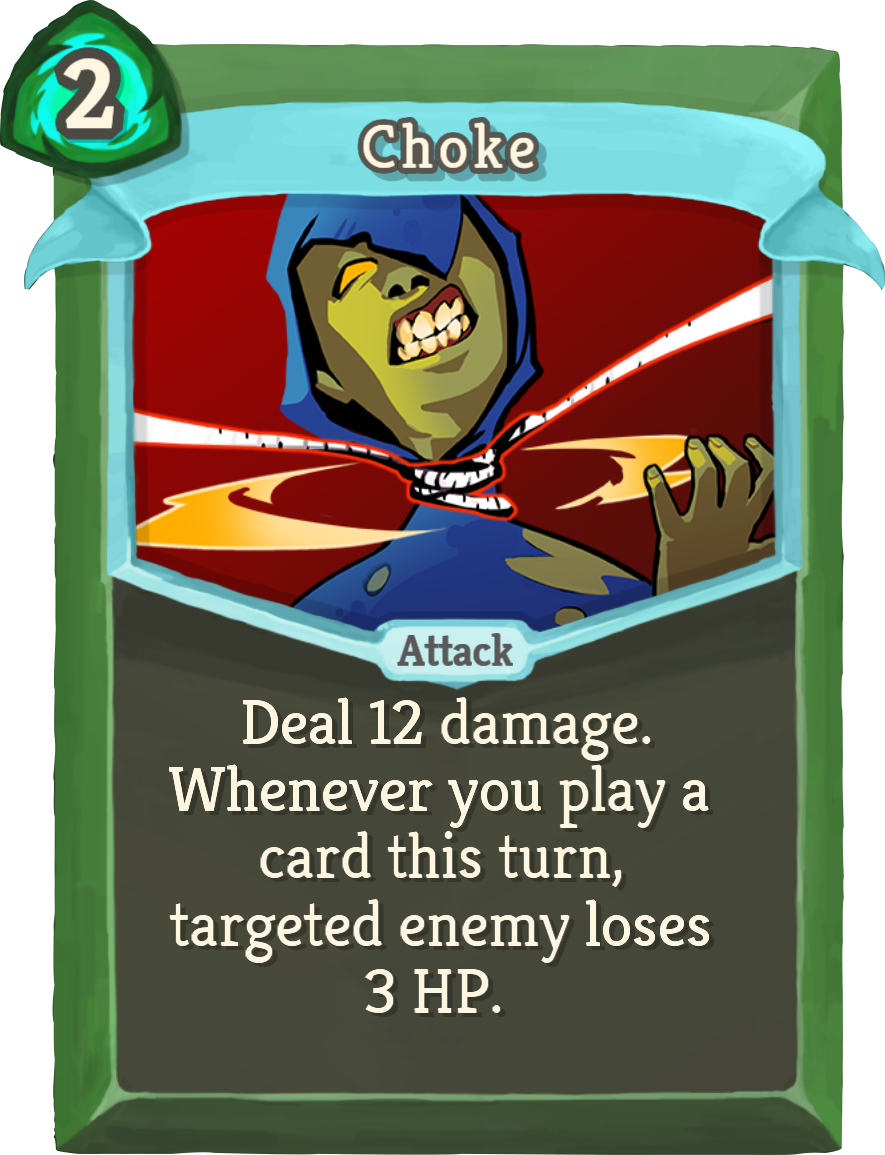 2
Choke
Attack
Deal 12 damage.
Whenever you play a
card this turn,
targeted enemy loses
3 HP.